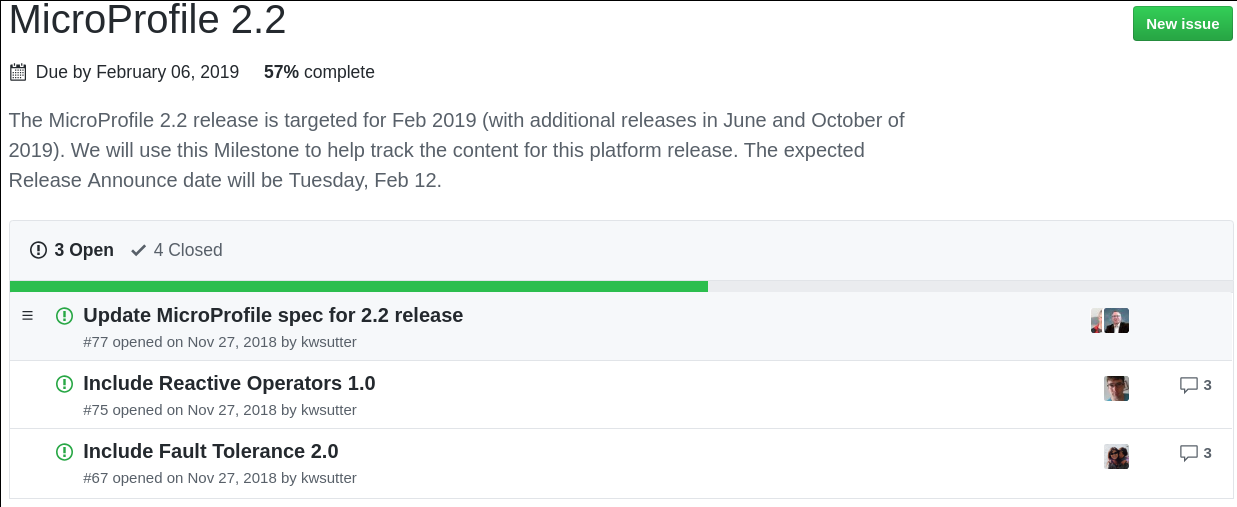 MicroProfile 2.2
New issue
Due by February 06, 2019 57% complete
The MicroProfile 2.2 release is targeted for Feb 2019 (with additional releases in June and October of
2019). We will use this Milestone to help track the content for this platform release. The expected
Release Announce date will be Tuesday, Feb 12.
3 Open 4 Closed
Update MicroProfile spec for 2.2 release
#77 opened on Nov 27, 2018 by kwsutter
Include Reactive Operators 1.0
3
#75 opened on Nov 27, 2018 by kwsutter
Include Fault Tolerance 2.0
3
#67 opened on Nov 27, 2018 by kwsutter